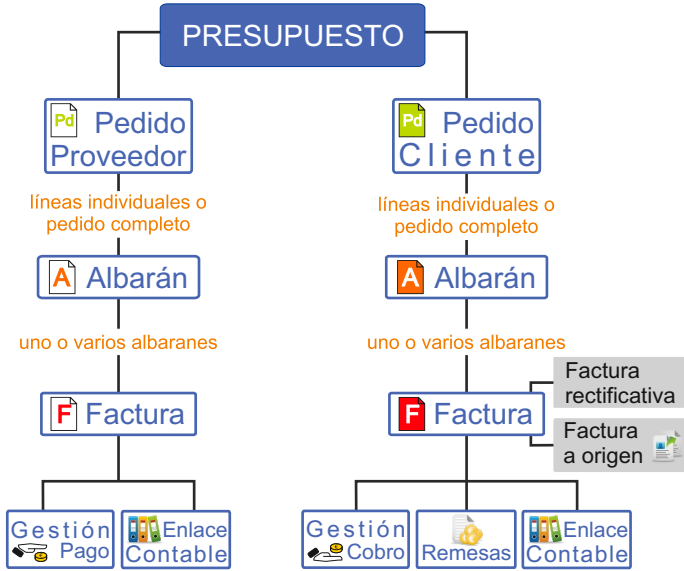 PRESUPUESTO
Pd Pedido
Proveedor
líneas individuales o
pedido completo
A Albarán
uno o varios albaranes
F Factura
Gestión
Pago
Enlace
Contable
Pd Pedido
Cliente
líneas individuales o
pedido completo
A Albarán
uno o varios albaranes
F Factura
Factura
rectificativa
Factura
a origen
Gestión
Cobro
Remesas
Enlace
Contable